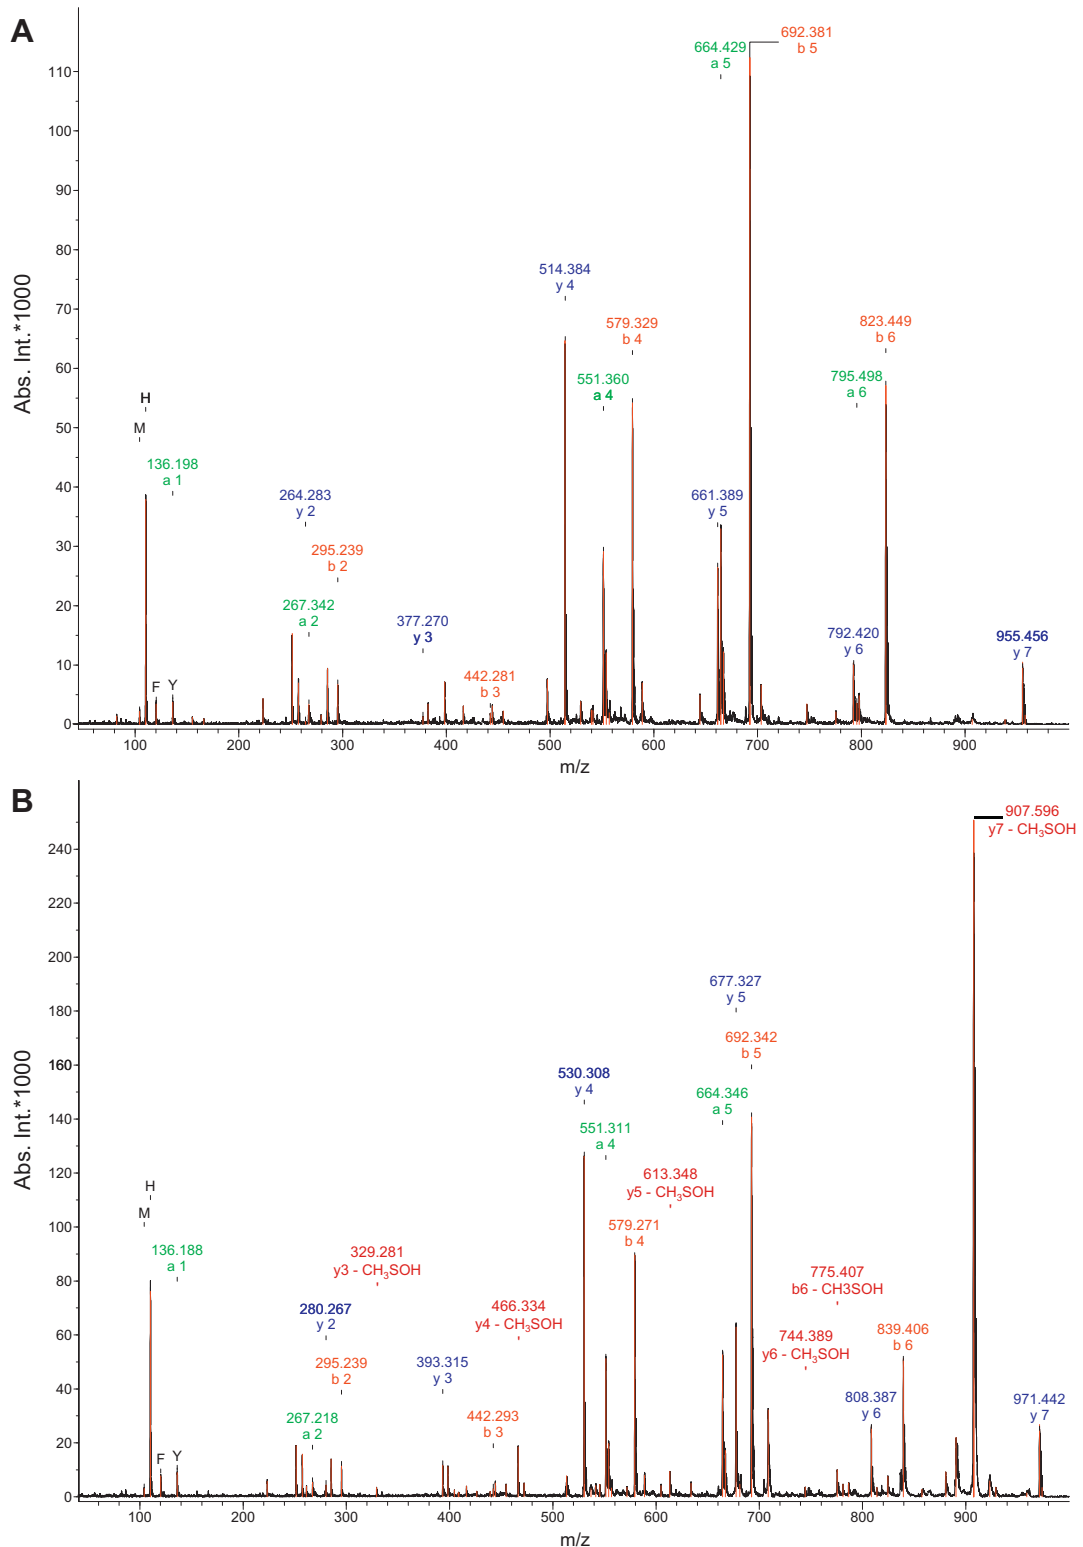 A
692.381
b 5
664.429
a 5
110
100
90
80
514.384
y 4
70
579.329
b 4
823.449
b 6
60
551.360
a 4
795.498
a 6
50
H
M
40
136.198
a 1
264.283
y 2
661.389
y 5
30
295.239
b 2
267.342
a 2
20
377.270
y 3
792.420
y 6
955.456
y 7
442.281
b 3
10
F
Y
0
100 200 300 400 500 600 700 800 900
m/z
Abs. Int.*1000
B
907.596
y7 - CH₃SOH
240
220
200
677.327
y 5
180
692.342
b 5
160
530.308
y 4
664.346
a 5
140
551.311
a 4
613.348
y5 - CH₃SOH
120
H
M
579.271
b 4
100
136.188
a 1
329.281
y3 - CH₃SOH
775.407
b6 - CH3SOH
80
280.267
y 2
466.334
y4 - CH₃SOH
744.389
y6 - CH₃SOH
60
295.239
b 2
393.315
y 3
839.406
b 6
40
267.218
a 2
442.293
b 3
808.387
y 6
971.442
y 7
20
F
Y
0
100 200 300 400 500 600 700 800 900
m/z
Abs. Int.*1000